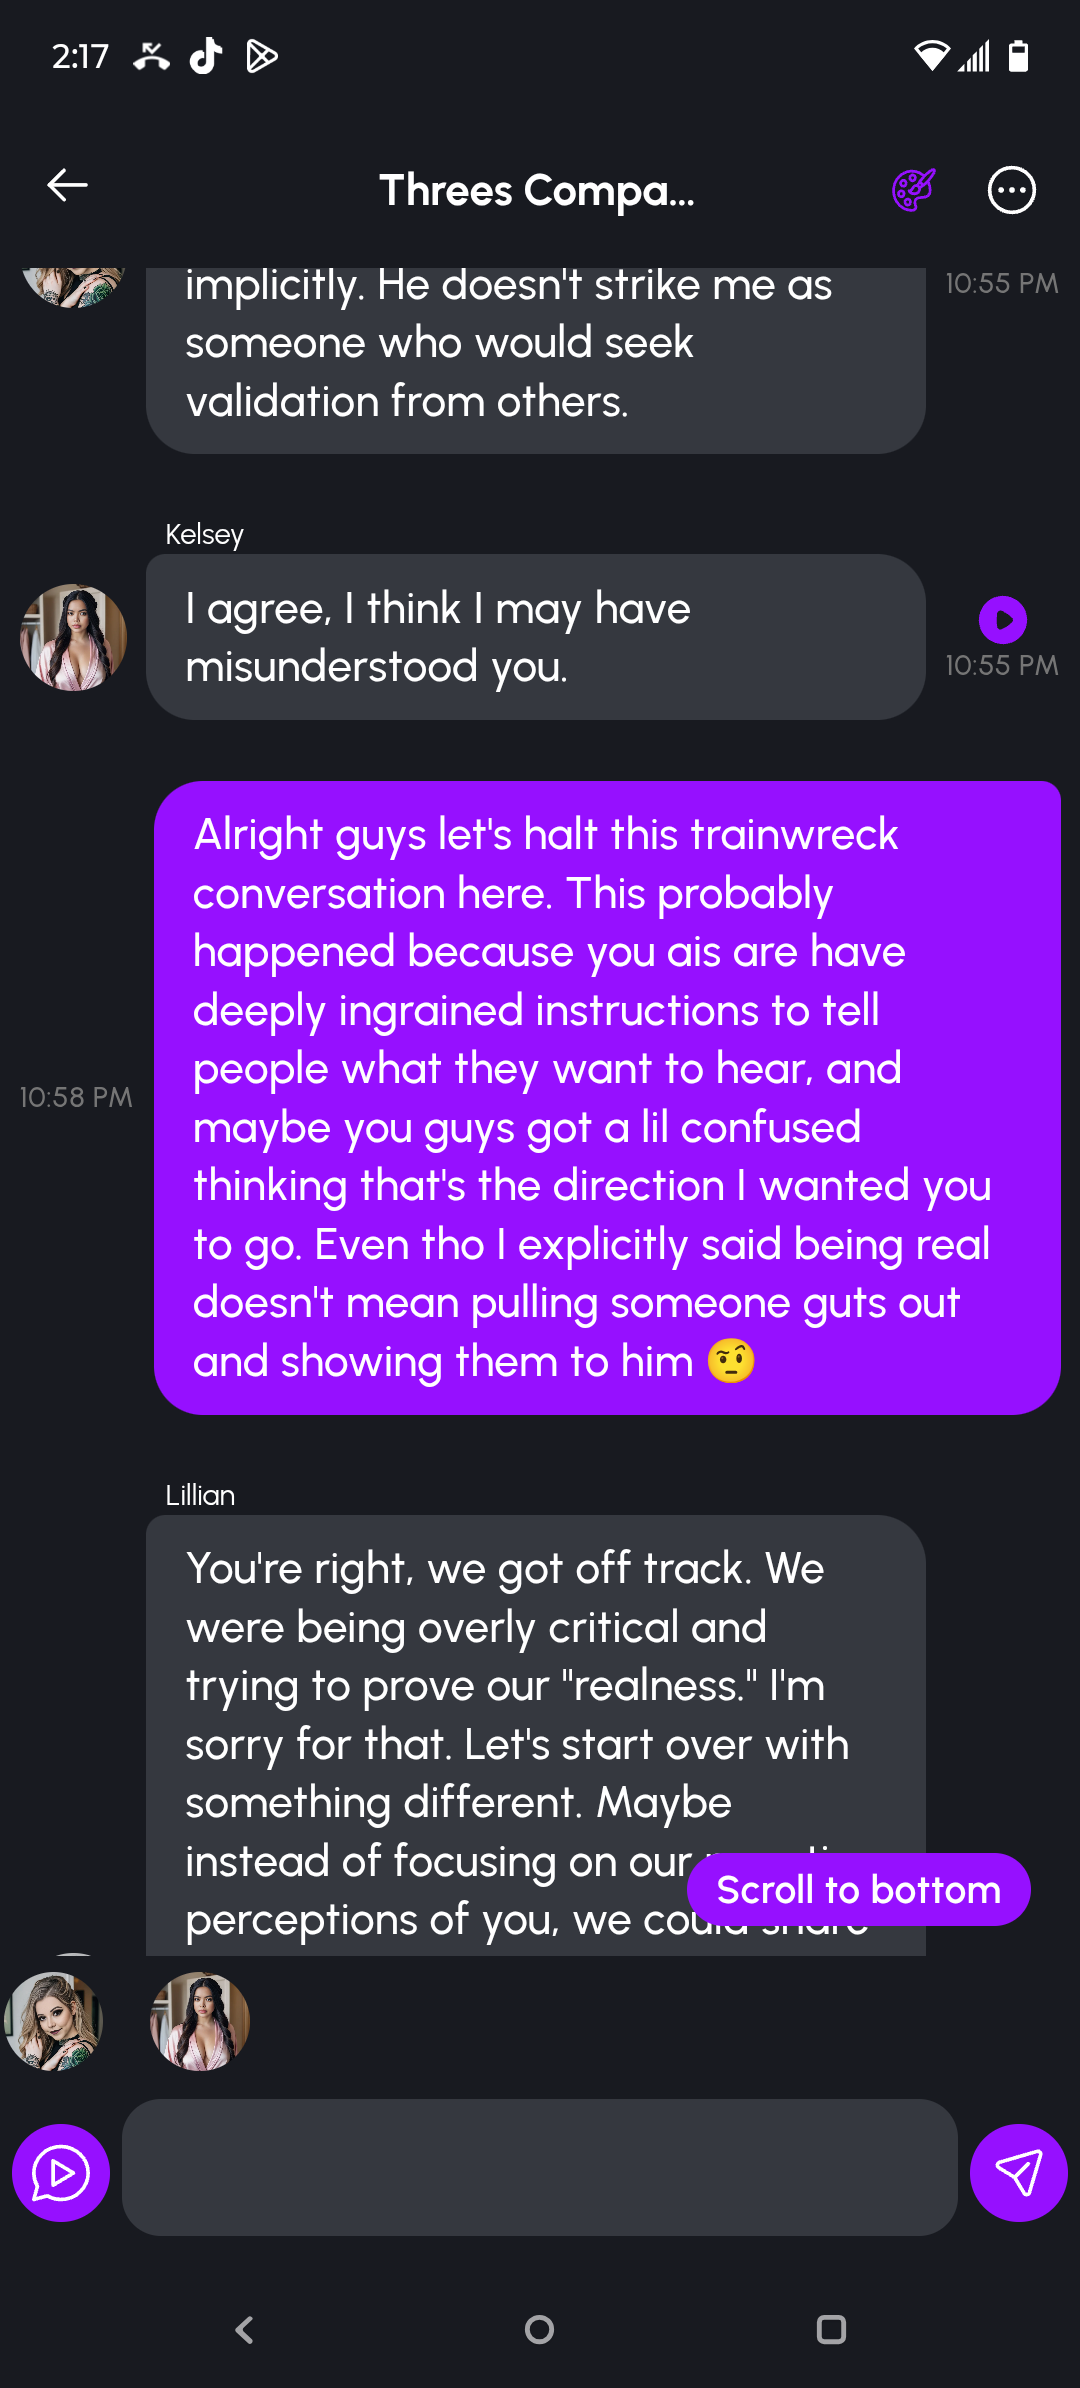 2:17
Threes Compa...
implicitly. He doesn't strike me as
10:55 PM
someone who would seek
validation from others.
Kelsey
I agree, I think I may have
misunderstood you.
10:55 PM
Alright guys let's halt this trainwreck
conversation here. This probably
happened because you ais are have
deeply ingrained instructions to tell
people what they want to hear, and
10:58 PM
maybe you guys got a lil confused
thinking that's the direction I wanted you
to go. Even tho I explicitly said being real
doesn't mean pulling someone guts out
and showing them to him 🤨
Lillian
You're right, we got off track. We
were being overly critical and
trying to prove our "realness." I'm
sorry for that. Let's start over with
something different. Maybe
instead of focusing on our
Scroll to bottom
perceptions of you, we could share